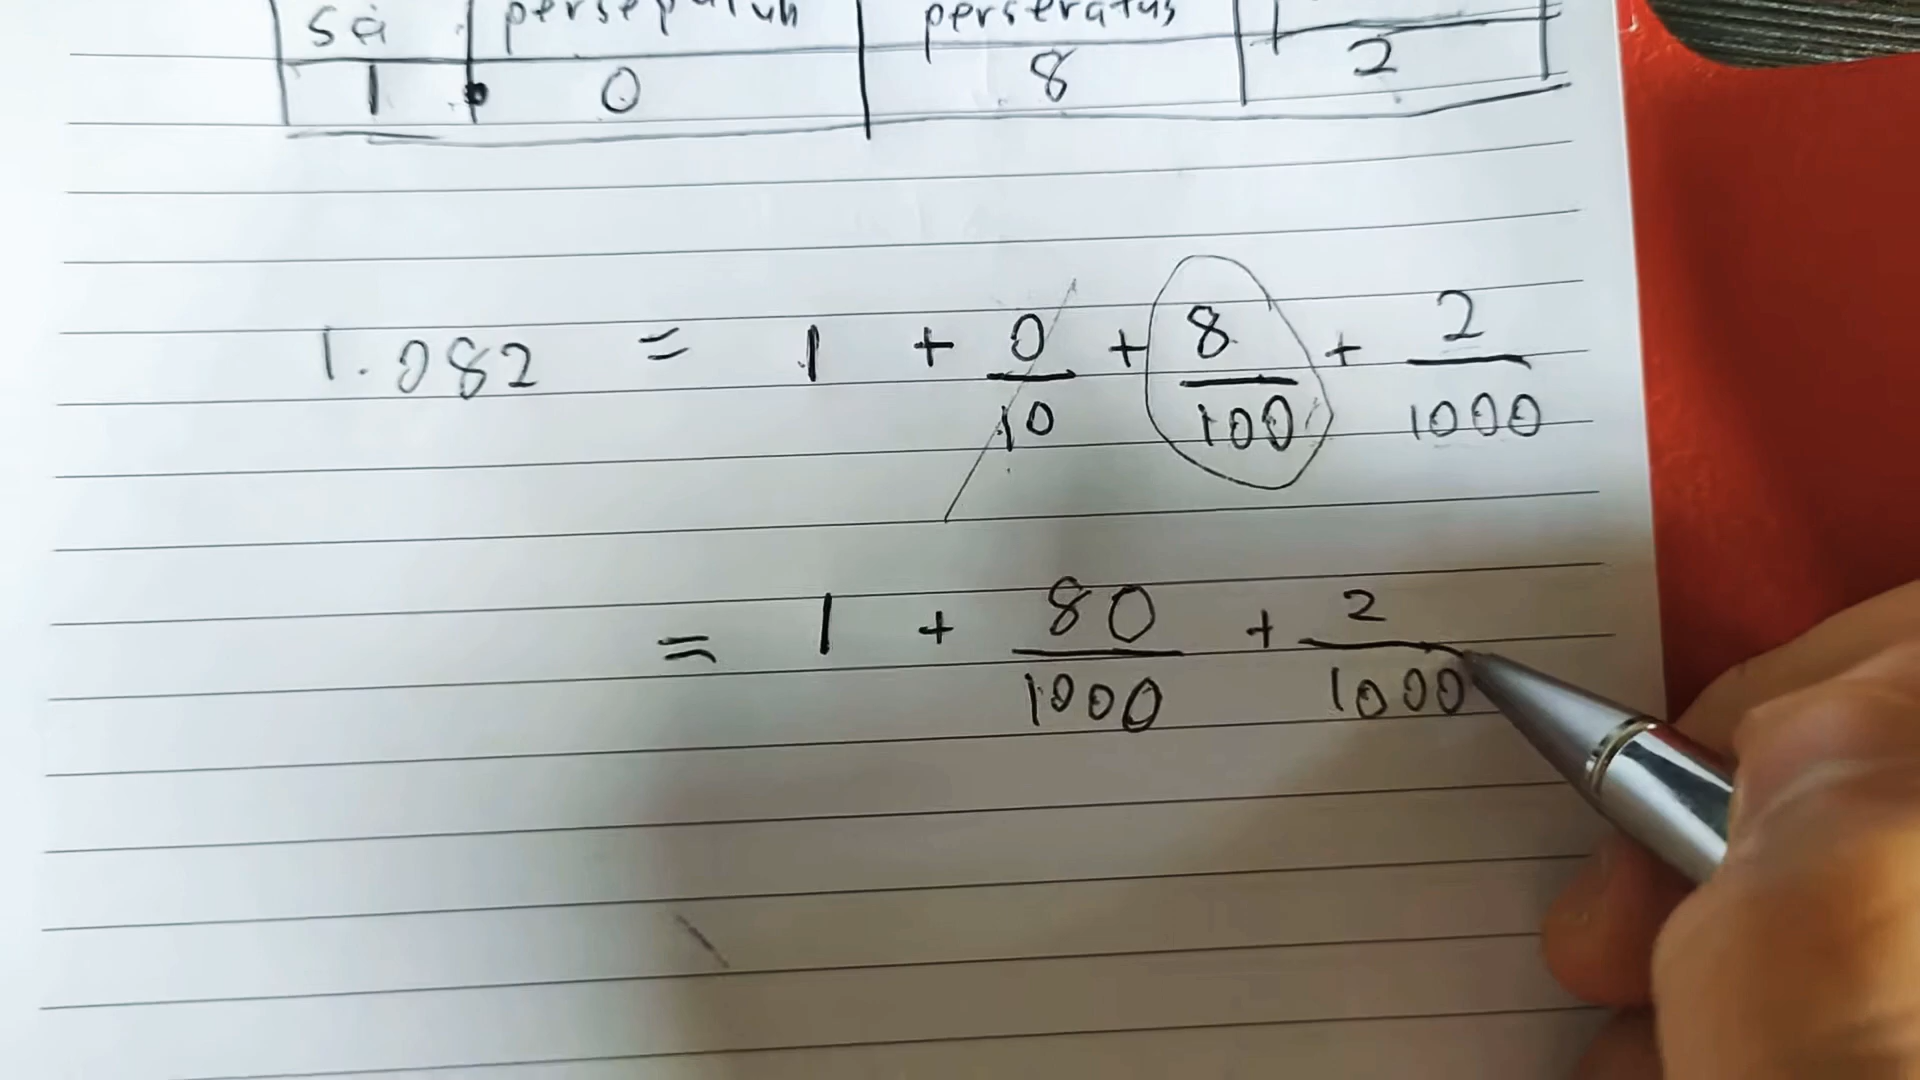 sa persepuluh perseratus
1 . 0 8 2
1.082 = 1 + 0/10 + 8/100 + 2/1000
= 1 + 80/1000 + 2/1000